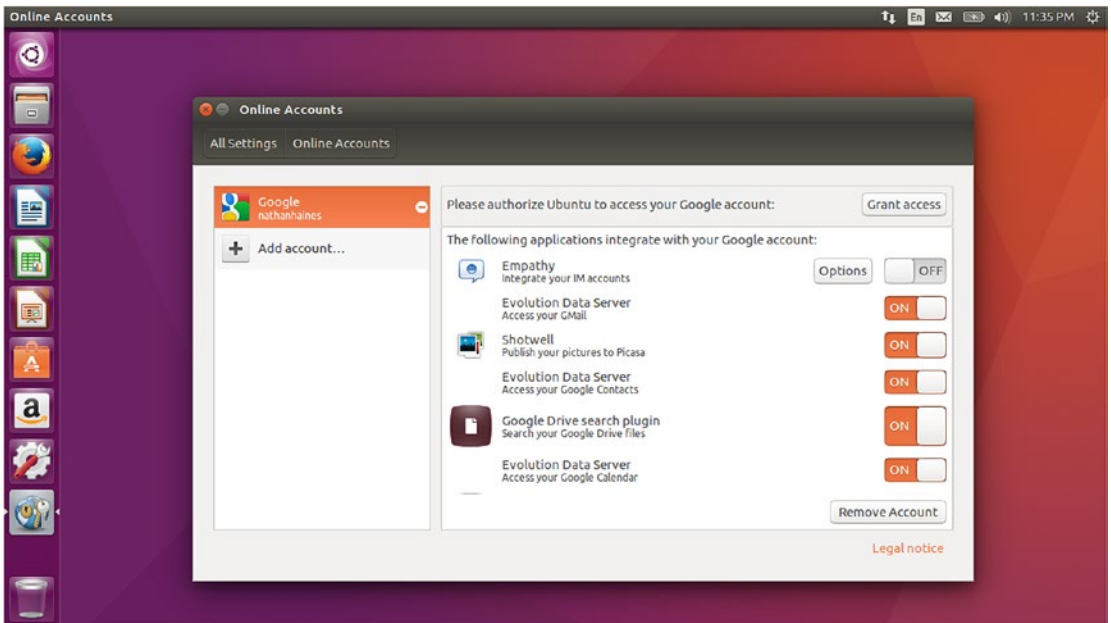 Online Accounts
En
11:35 PM
Online Accounts
All Settings
Online Accounts
Google
nathanhaines
Add account...
Please authorize Ubuntu to access your Google account:
Grant access
The following applications integrate with your Google account:
Empathy
Integrate your IM accounts
Options
OFF
Evolution Data Server
Access your GMail
ON
Shotwell
Publish your pictures to Picasa
ON
Evolution Data Server
Access your Google Contacts
ON
Google Drive search plugin
Search your Google Drive files
ON
Evolution Data Server
Access your Google Calendar
ON
Remove Account
Legal notice